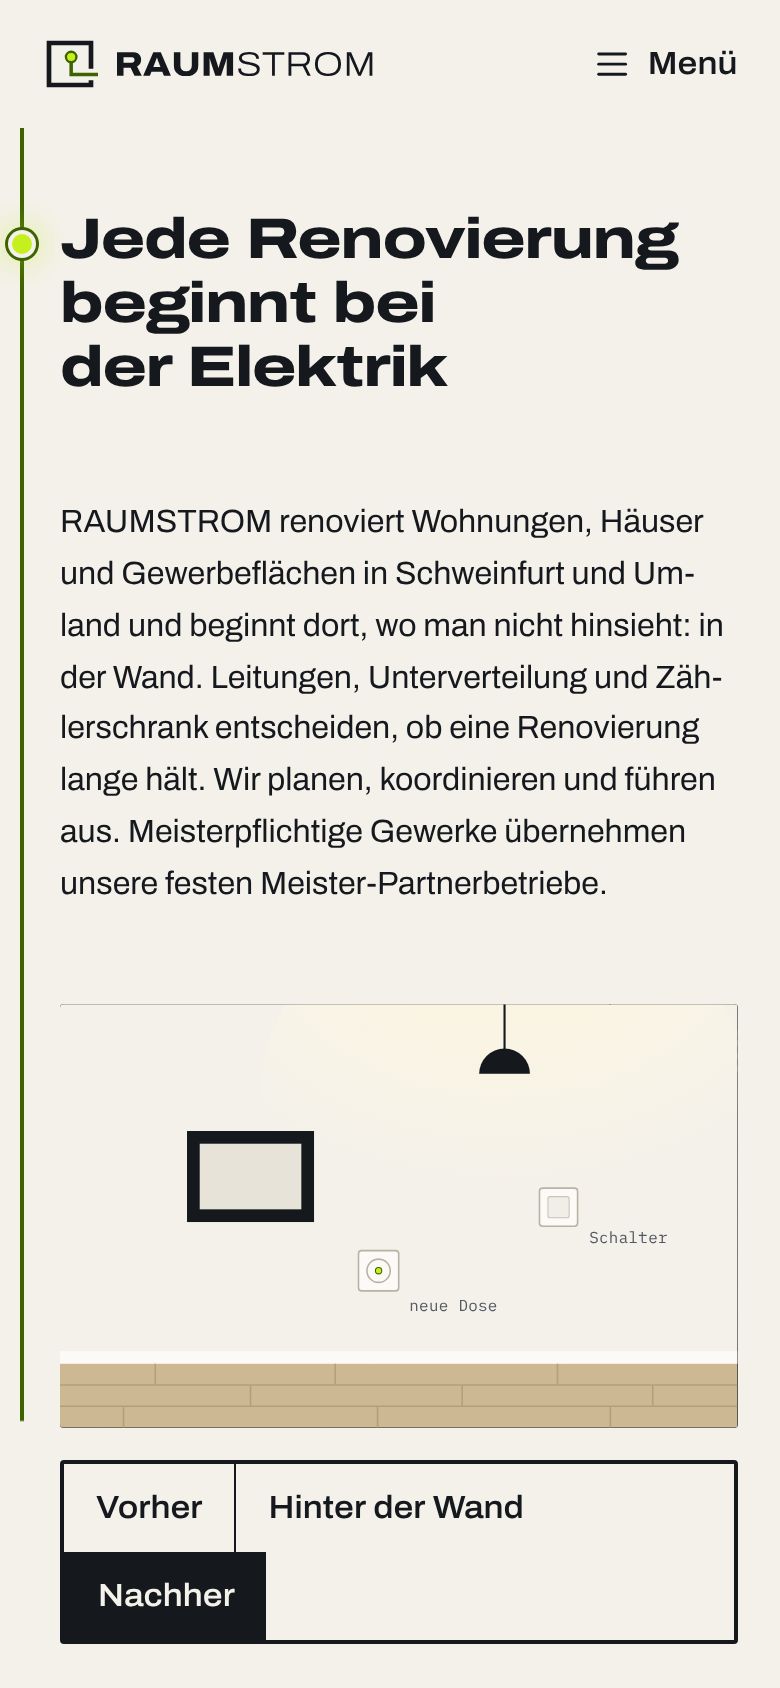 RAUMSTROM
Menü
Jede Renovierung
beginnt bei
der Elektrik
RAUMSTROM renoviert Wohnungen, Häuser
und Gewerbeflächen in Schweinfurt und Um-
land und beginnt dort, wo man nicht hinsieht: in
der Wand. Leitungen, Unterverteilung und Zäh-
lerschrank entscheiden, ob eine Renovierung
lange hält. Wir planen, koordinieren und führen
aus. Meisterpflichtige Gewerke übernehmen
unsere festen Meister-Partnerbetriebe.
Schalter
neue Dose
Vorher
Hinter der Wand
Nachher